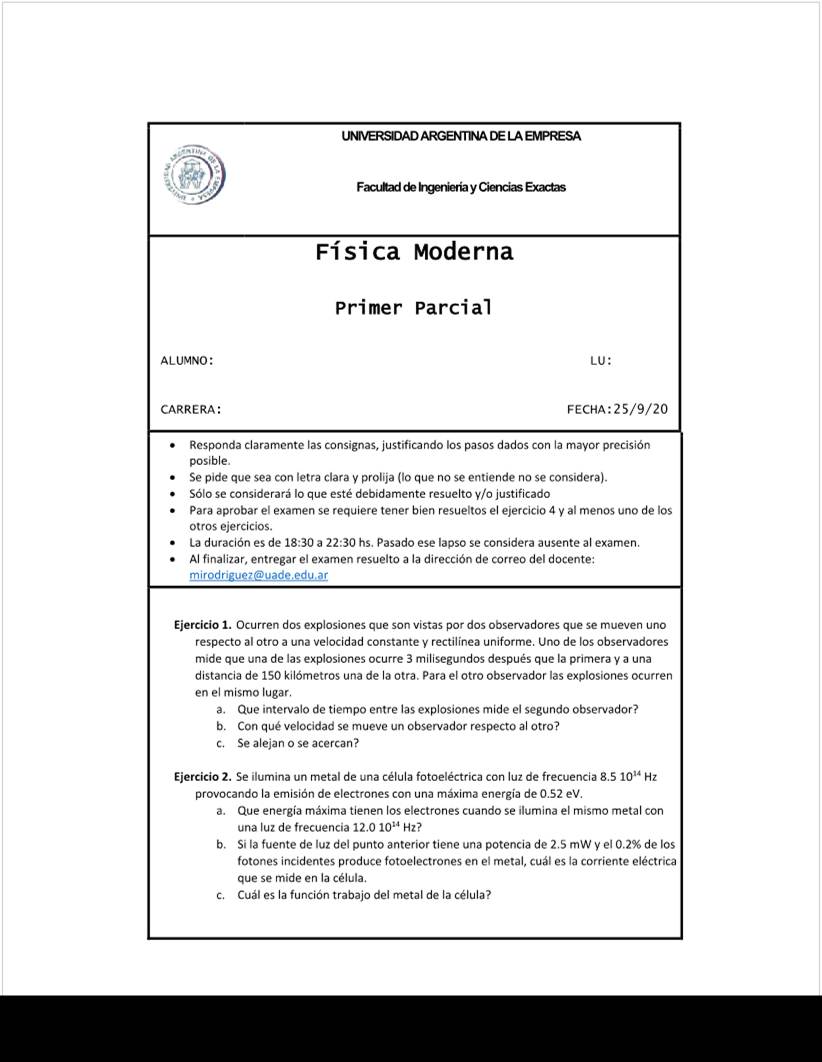 UNIVERSIDAD ARGENTINA DE LA EMPRESA
Facultad de Ingeniería y Ciencias Exactas
Física Moderna
Primer Parcial
ALUMNO: LU:
CARRERA: FECHA:25/9/20
• Responda claramente las consignas, justificando los pasos dados con la mayor precisión
posible.
• Se pide que sea con letra clara y prolija (lo que no se entiende no se considera).
• Sólo se considerará lo que esté debidamente resuelto y/o justificado
• Para aprobar el examen se requiere tener bien resueltos el ejercicio 4 y al menos uno de los
otros ejercicios.
• La duración es de 18:30 a 22:30 hs. Pasado ese lapso se considera ausente al examen.
• Al finalizar, entregar el examen resuelto a la dirección de correo del docente:
mirodriguez@uade.edu.ar
Ejercicio 1. Ocurren dos explosiones que son vistas por dos observadores que se mueven uno
respecto al otro a una velocidad constante y rectilínea uniforme. Uno de los observadores
mide que una de las explosiones ocurre 3 milisegundos después que la primera y a una
distancia de 150 kilómetros una de la otra. Para el otro observador las explosiones ocurren
en el mismo lugar.
a. Que intervalo de tiempo entre las explosiones mide el segundo observador?
b. Con qué velocidad se mueve un observador respecto al otro?
c. Se alejan o se acercan?
Ejercicio 2. Se ilumina un metal de una célula fotoeléctrica con luz de frecuencia 8.5 10¹⁴ Hz
provocando la emisión de electrones con una máxima energía de 0.52 eV.
a. Que energía máxima tienen los electrones cuando se ilumina el mismo metal con
una luz de frecuencia 12.0 10¹⁴ Hz?
b. Si la fuente de luz del punto anterior tiene una potencia de 2.5 mW y el 0.2% de los
fotones incidentes produce fotoelectrones en el metal, cuál es la corriente eléctrica
que se mide en la célula.
c. Cuál es la función trabajo del metal de la célula?